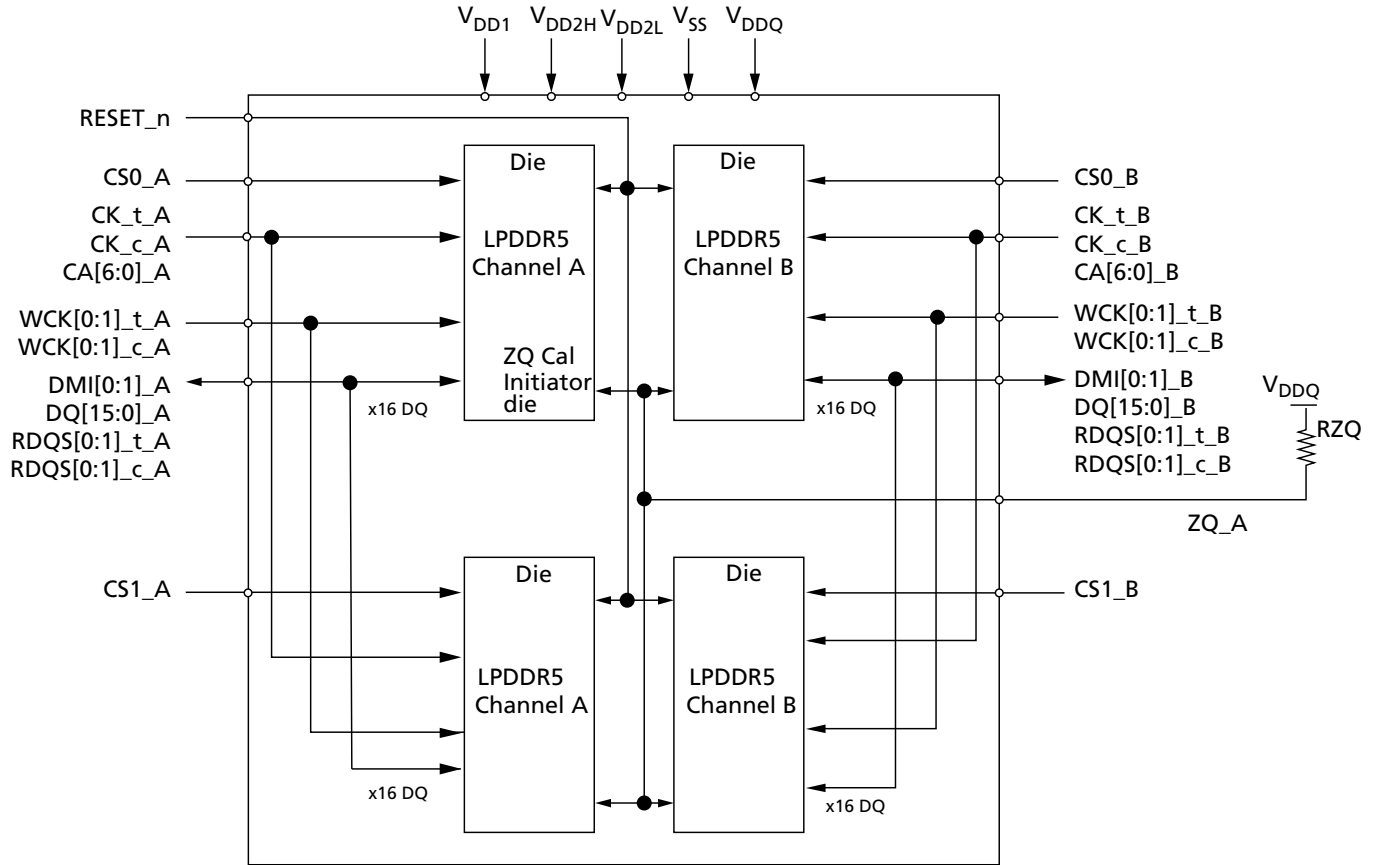 VDD1 VDD2H VDD2L VSS VDDQ
RESET_n
CS0_A
CK_t_A
CK_c_A
CA[6:0]_A
WCK[0:1]_t_A
WCK[0:1]_c_A
DMI[0:1]_A
DQ[15:0]_A
RDQS[0:1]_t_A
RDQS[0:1]_c_A
CS1_A
Die
LPDDR5
Channel A
ZQ Cal
Initiator
die
x16 DQ
Die
LPDDR5
Channel B
x16 DQ
Die
LPDDR5
Channel A
x16 DQ
Die
LPDDR5
Channel B
x16 DQ
CS0_B
CK_t_B
CK_c_B
CA[6:0]_B
WCK[0:1]_t_B
WCK[0:1]_c_B
DMI[0:1]_B
DQ[15:0]_B
RDQS[0:1]_t_B
RDQS[0:1]_c_B
VDDQ
RZQ
ZQ_A
CS1_B